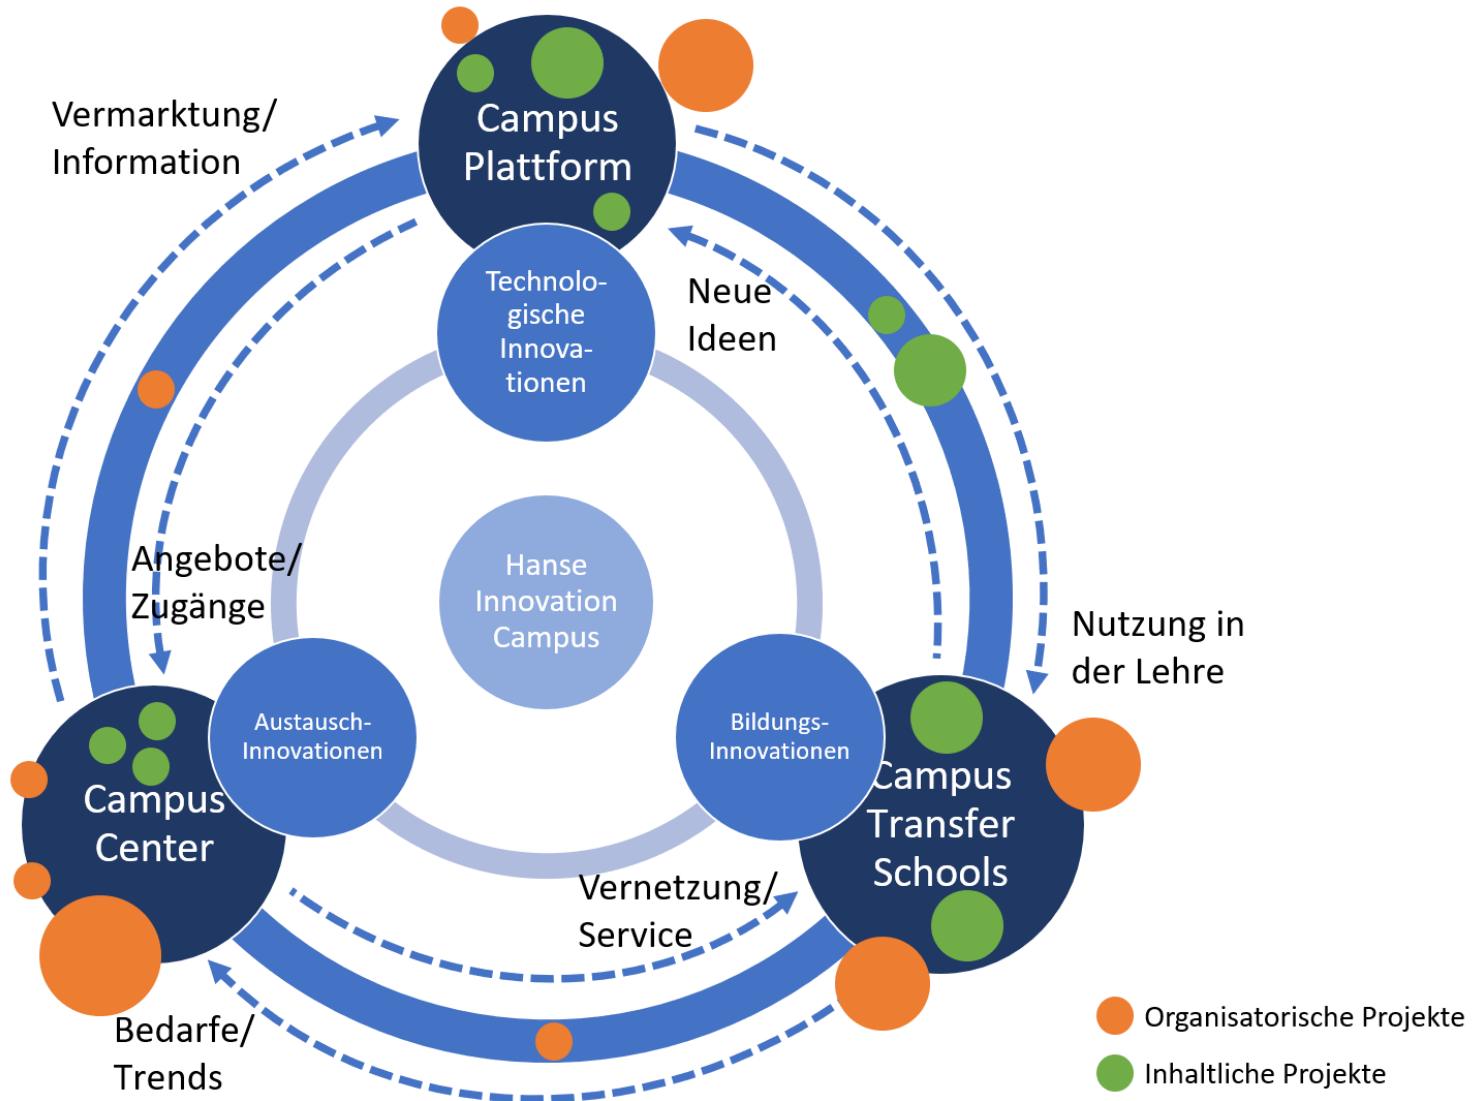 Vermarktung/
Information
Campus
Plattform
Technolo-
gische
Innova-
tionen
Neue
Ideen
Angebote/
Zugänge
Hanse
Innovation
Campus
Nutzung in
der Lehre
Austausch-
Innovationen
Bildungs-
Innovationen
Campus
Center
Campus
Transfer
Schools
Vernetzung/
Service
Bedarfe/
Trends
Organisatorische Projekte
Inhaltliche Projekte